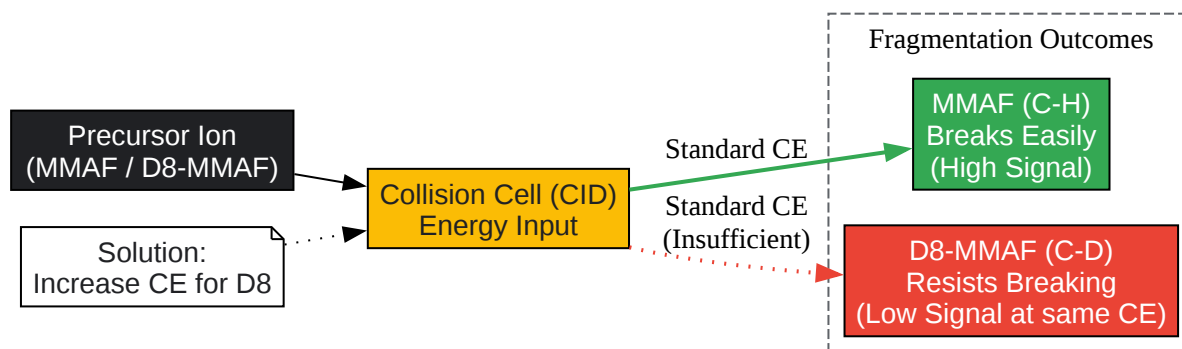 Fragmentation Outcomes
Precursor Ion
(MMAF / D8-MMAF)
Solution:
Increase CE for D8
Collision Cell (CID)
Energy Input
Standard CE
Standard CE
(Insufficient)
MMAF (C-H)
Breaks Easily
(High Signal)
D8-MMAF (C-D)
Resists Breaking
(Low Signal at same CE)